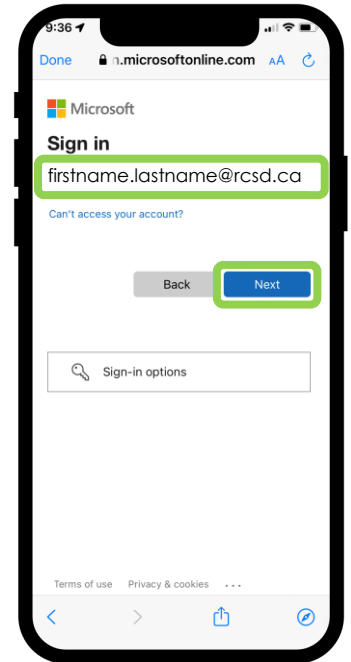 9:36
Done n.microsoftonline.com AA
Microsoft
Sign in
firstname.lastname@rcsd.ca
Can't access your account?
Back Next
Sign-in options
Terms of use Privacy & cookies ...